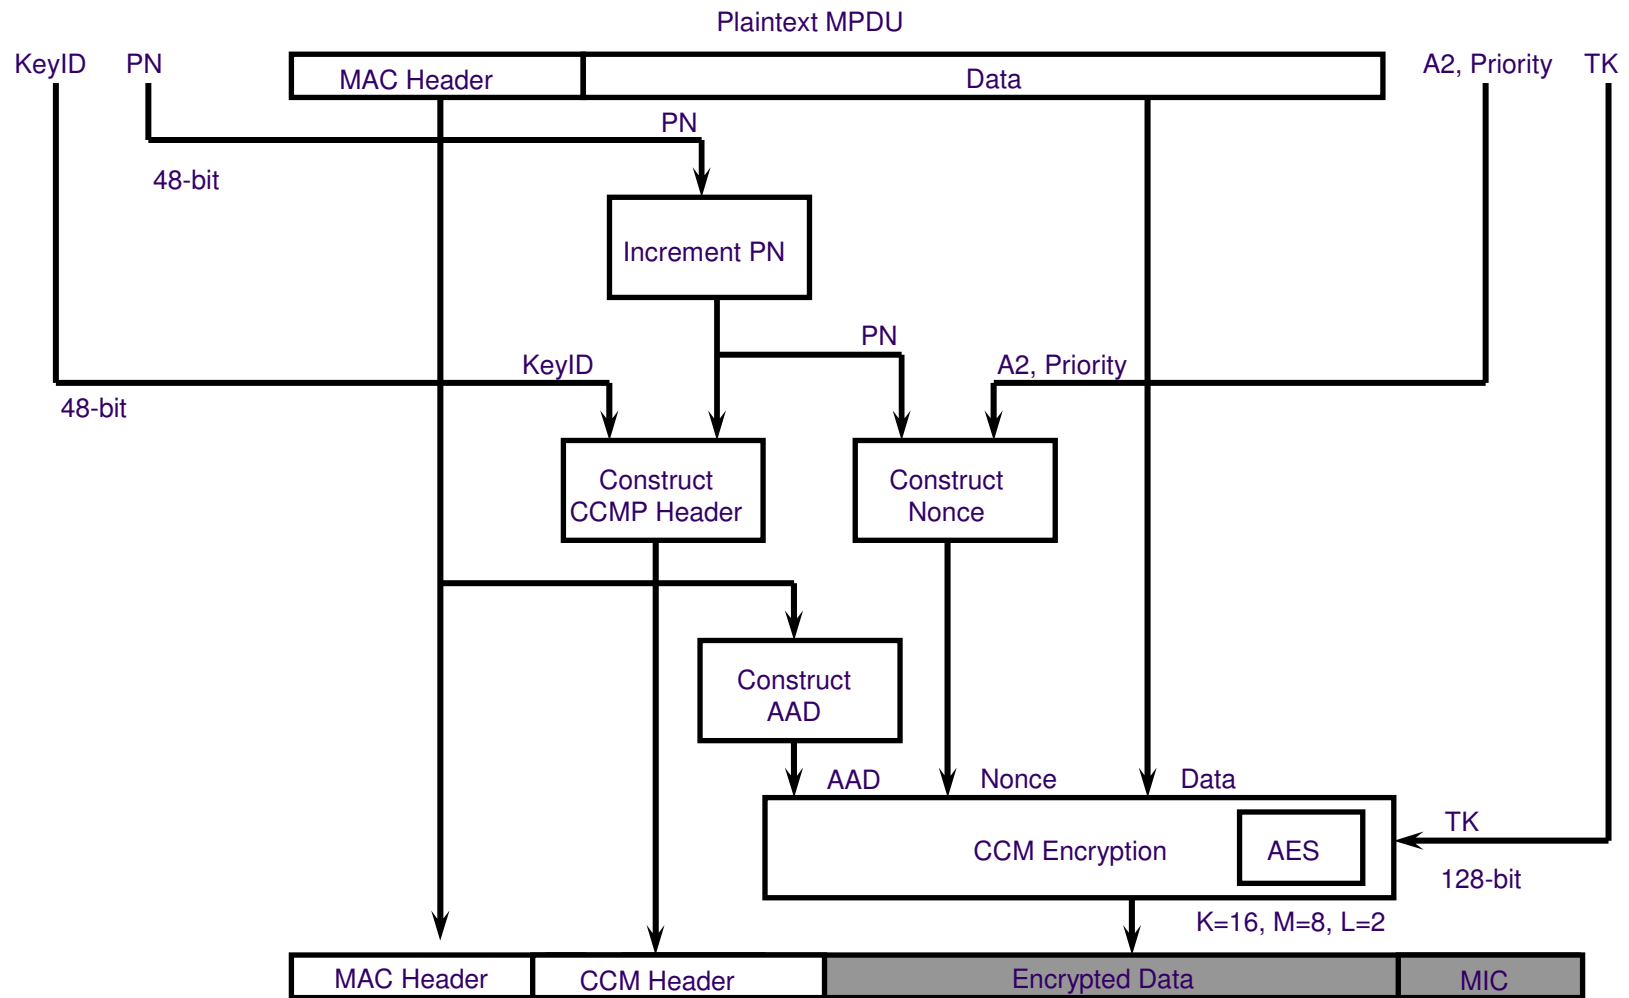 Plaintext MPDU
KeyID
PN
MAC Header
Data
A2, Priority
TK
PN
48-bit
Increment PN
PN
KeyID
A2, Priority
48-bit
Construct
CCMP Header
Construct
Nonce
Construct
AAD
AAD
Nonce
Data
TK
CCM Encryption
AES
128-bit
K=16, M=8, L=2
MAC Header
CCM Header
Encrypted Data
MIC